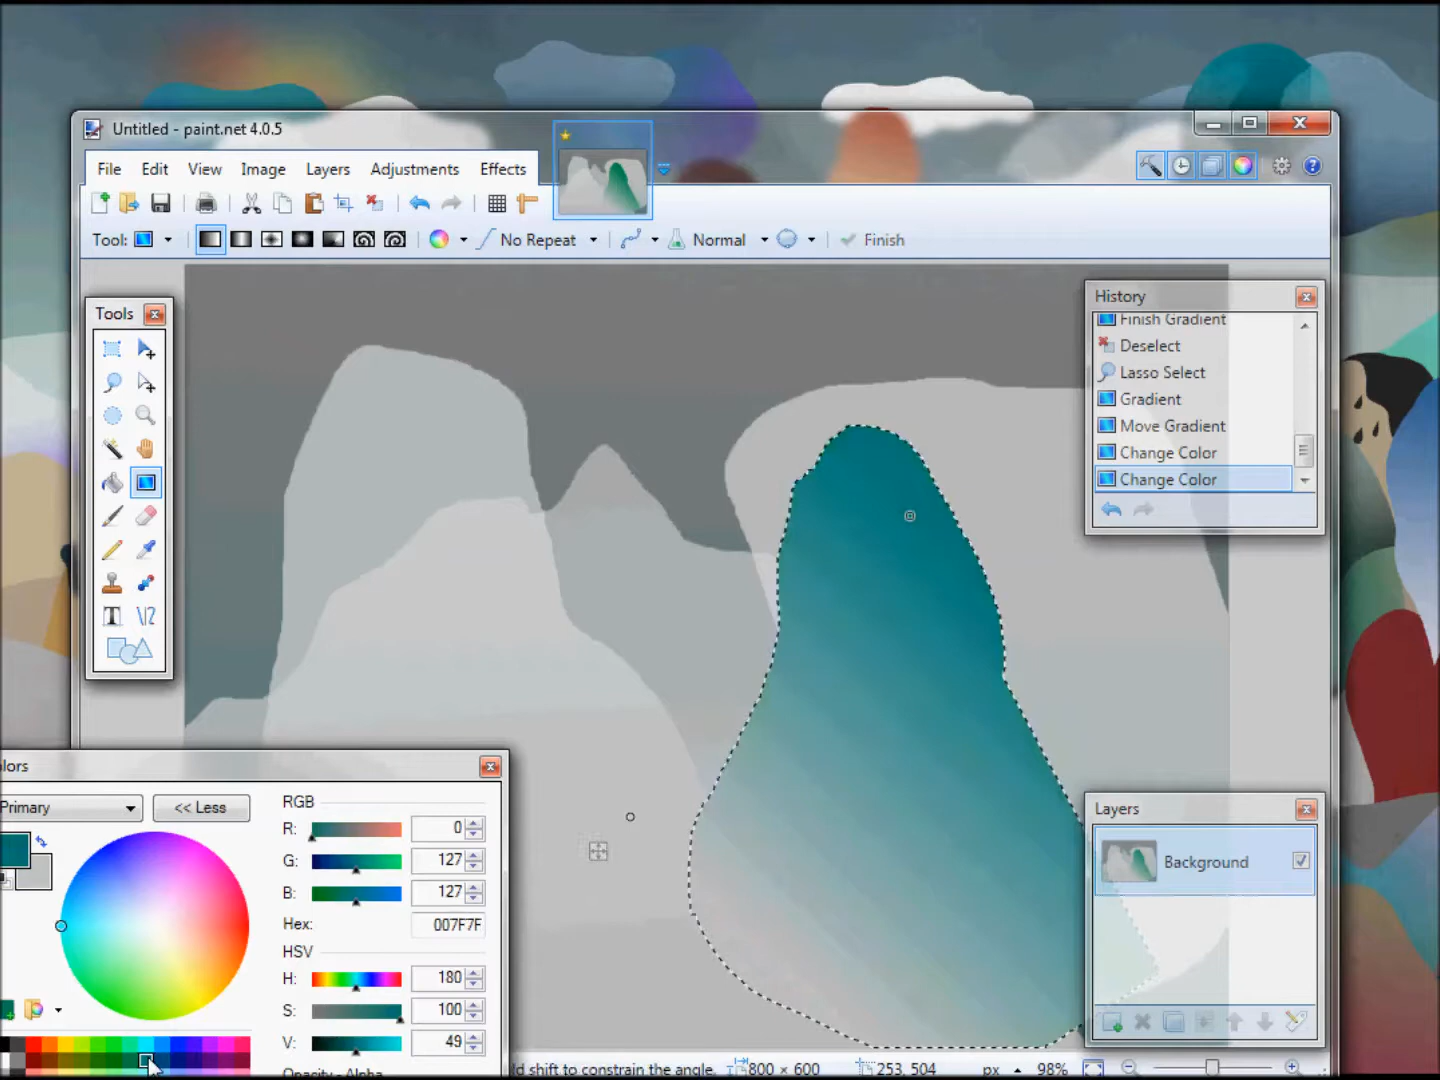 Untitled - paint.net 4.0.5
File Edit View Image Layers Adjustments Effects
Tool: No Repeat Normal Finish
Tools
T
History
Finish Gradient
Deselect
Lasso Select
Gradient
Move Gradient
Change Color
Change Color
lors
Primary << Less
RGB
R: 0
G: 127
B: 127
Hex: 007F7F
HSV
H: 180
S: 100
V: 49
Opacity - Alpha
Layers
Background
ld shift to constrain the angle. 800 × 600 253, 504 px 98%